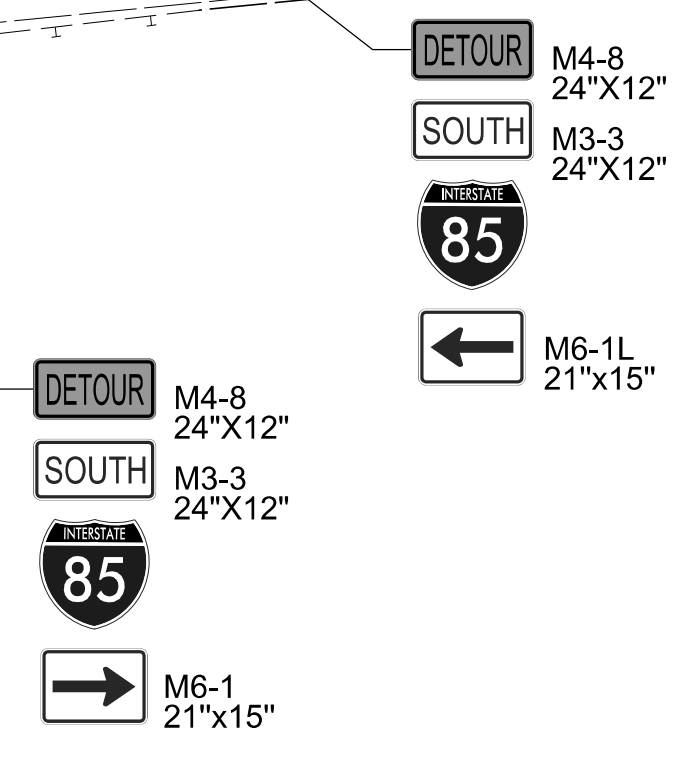 DETOUR
M4-8
24"X12"
SOUTH
M3-3
24"X12"
INTERSTATE
85
M6-1L
21"x15"
DETOUR
M4-8
24"X12"
SOUTH
M3-3
24"X12"
INTERSTATE
85
M6-1
21"x15"